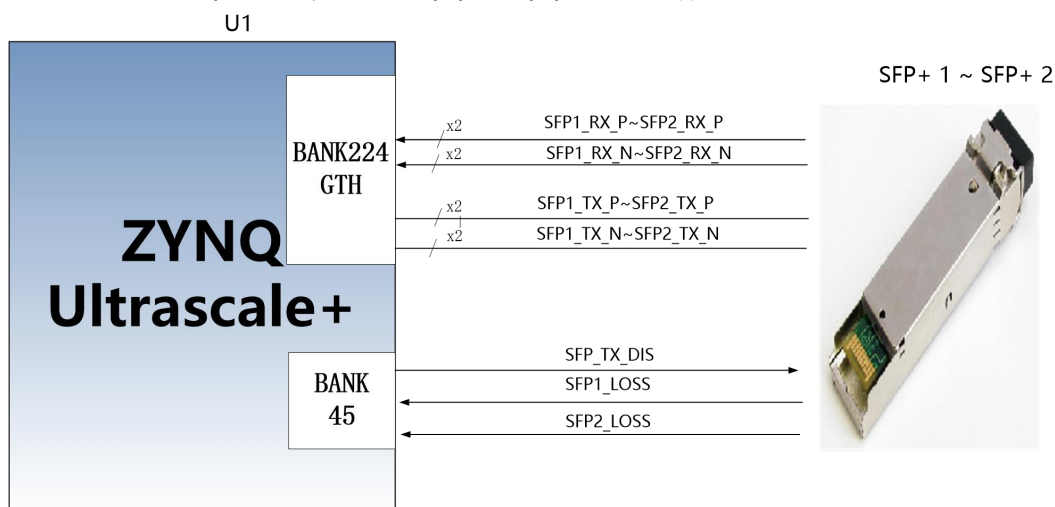 U1
SFP+ 1 ~ SFP+ 2
BANK224
GTH
x2
SFP1_RX_P~SFP2_RX_P
x2
SFP1_RX_N~SFP2_RX_N
x2
SFP1_TX_P~SFP2_TX_P
x2
SFP1_TX_N~SFP2_TX_N
ZYNQ
Ultrascale+
BANK
45
SFP_TX_DIS
SFP1_LOSS
SFP2_LOSS